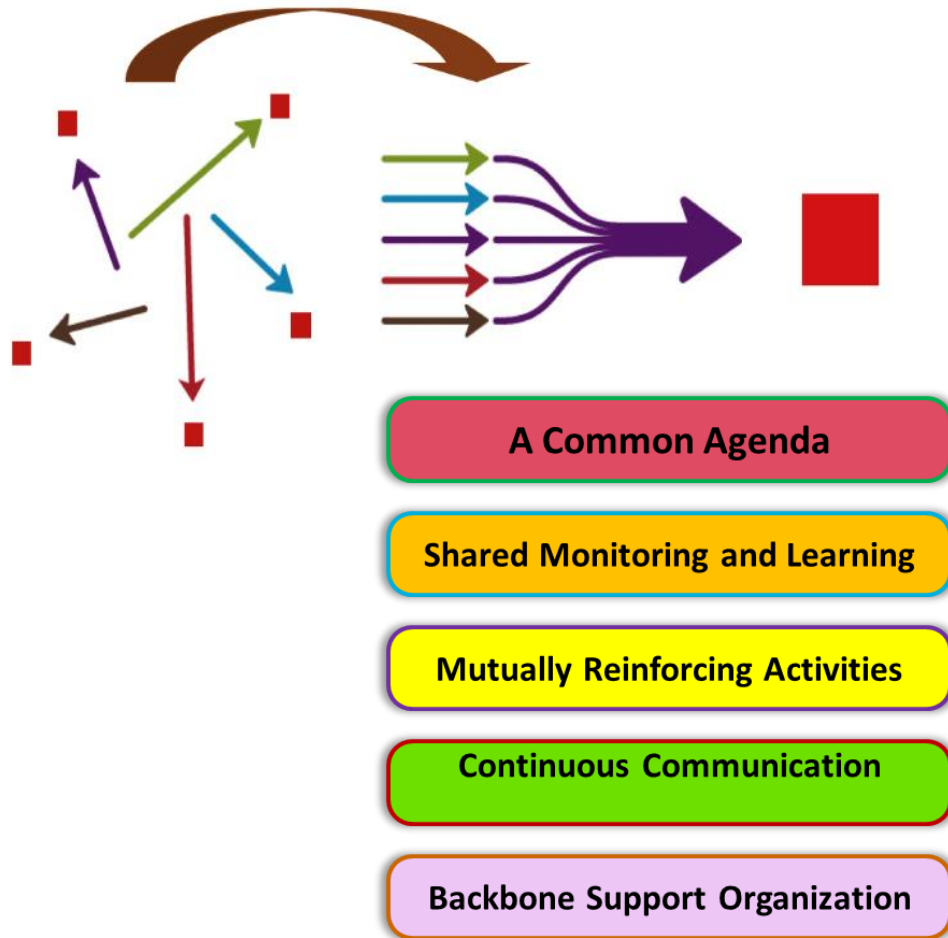 A Common Agenda
Shared Monitoring and Learning
Mutually Reinforcing Activities
Continuous Communication
Backbone Support Organization